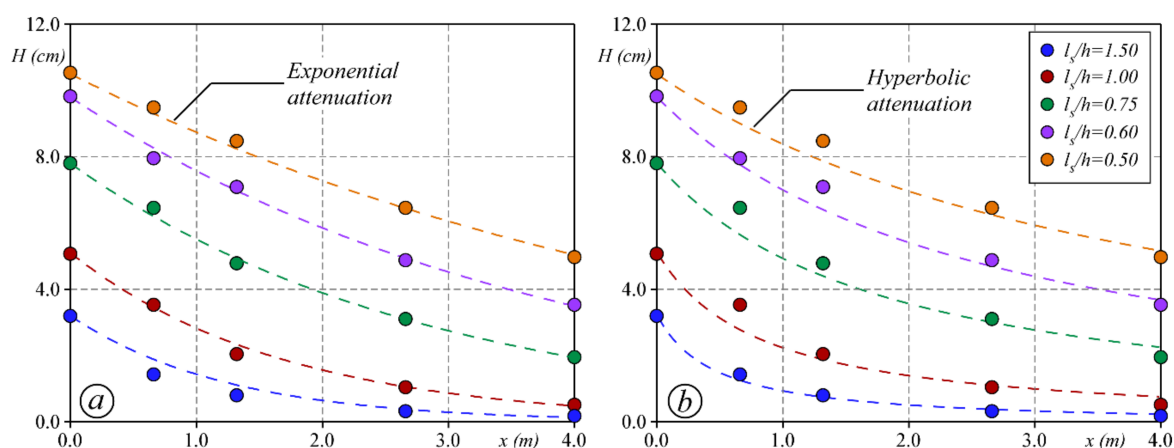 12.0
H (cm)
8.0
4.0
0.0
0.0
1.0
2.0
3.0
x (m)
4.0
Exponential
attenuation
a
12.0
H (cm)
8.0
4.0
0.0
0.0
1.0
2.0
3.0
x (m)
4.0
Hyperbolic
attenuation
b
lₛ/h=1.50
lₛ/h=1.00
lₛ/h=0.75
lₛ/h=0.60
lₛ/h=0.50